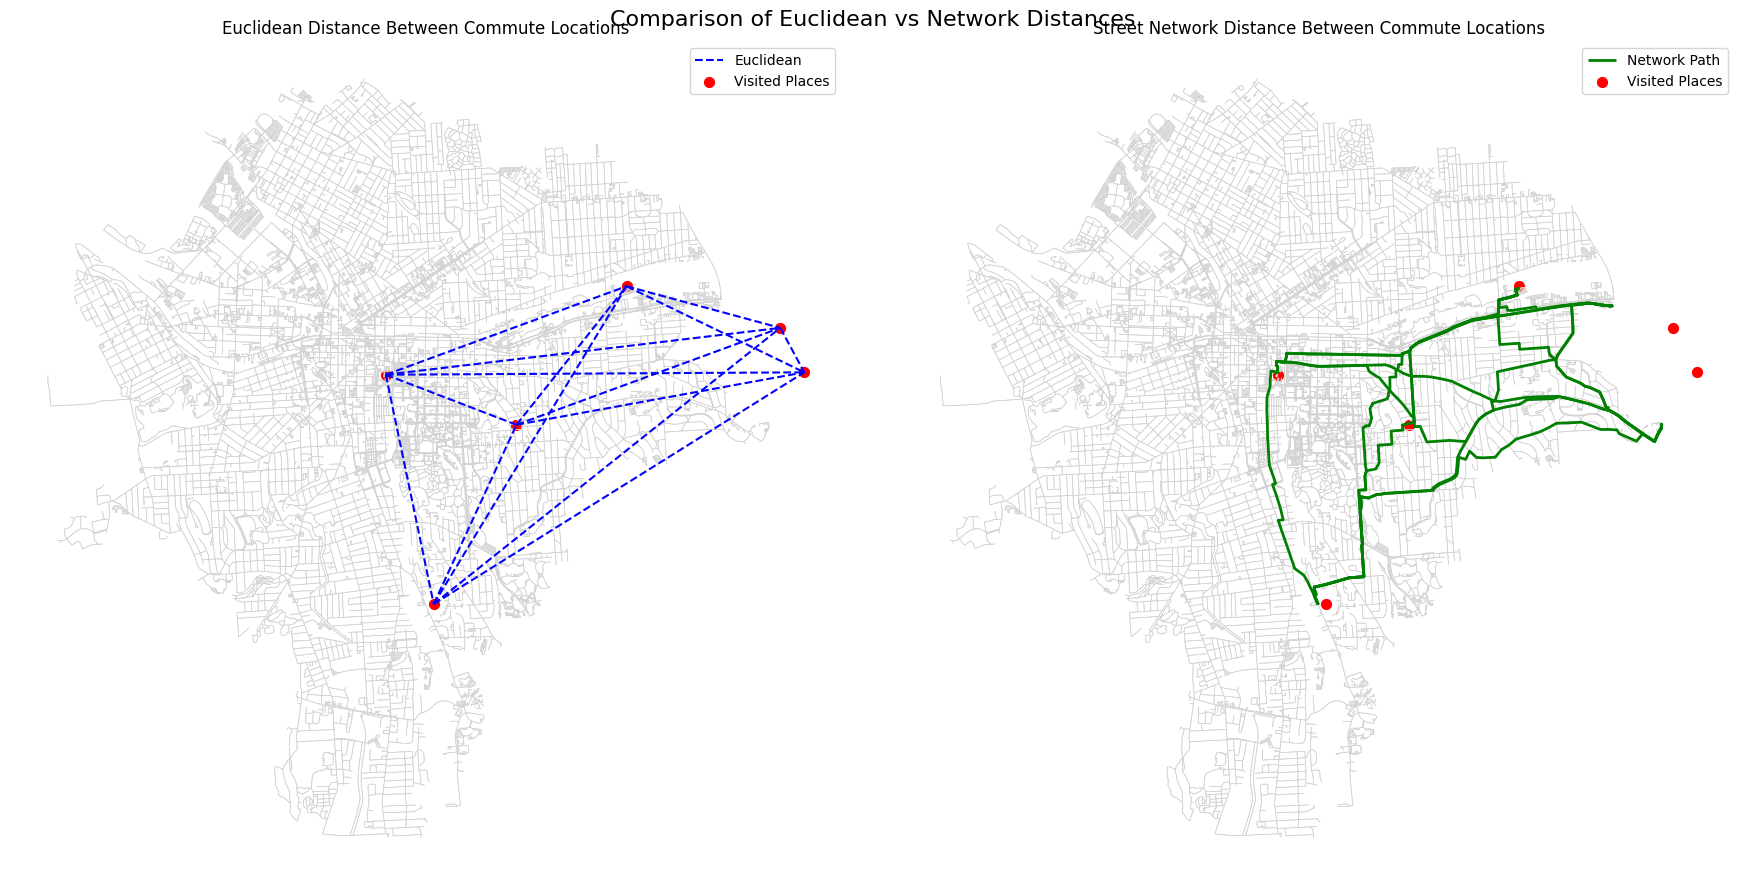 Comparison of Euclidean vs Network Distances
Euclidean Distance Between Commute Locations
Euclidean
Visited Places
Street Network Distance Between Commute Locations
Network Path
Visited Places